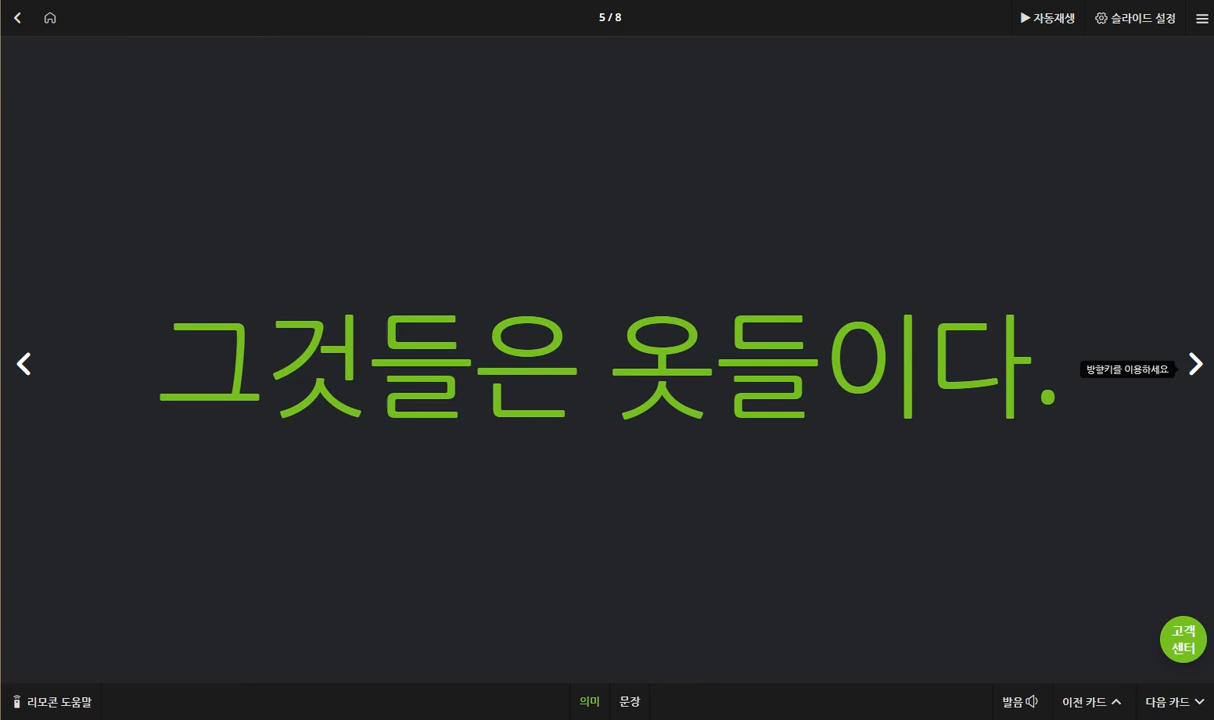 5 / 8
자동재생
슬라이드 설정
그것들은 옷들이다.
방향키를 이용하세요
고객
센터
리모콘 도움말
의미
문장
발음
이전 카드
다음 카드